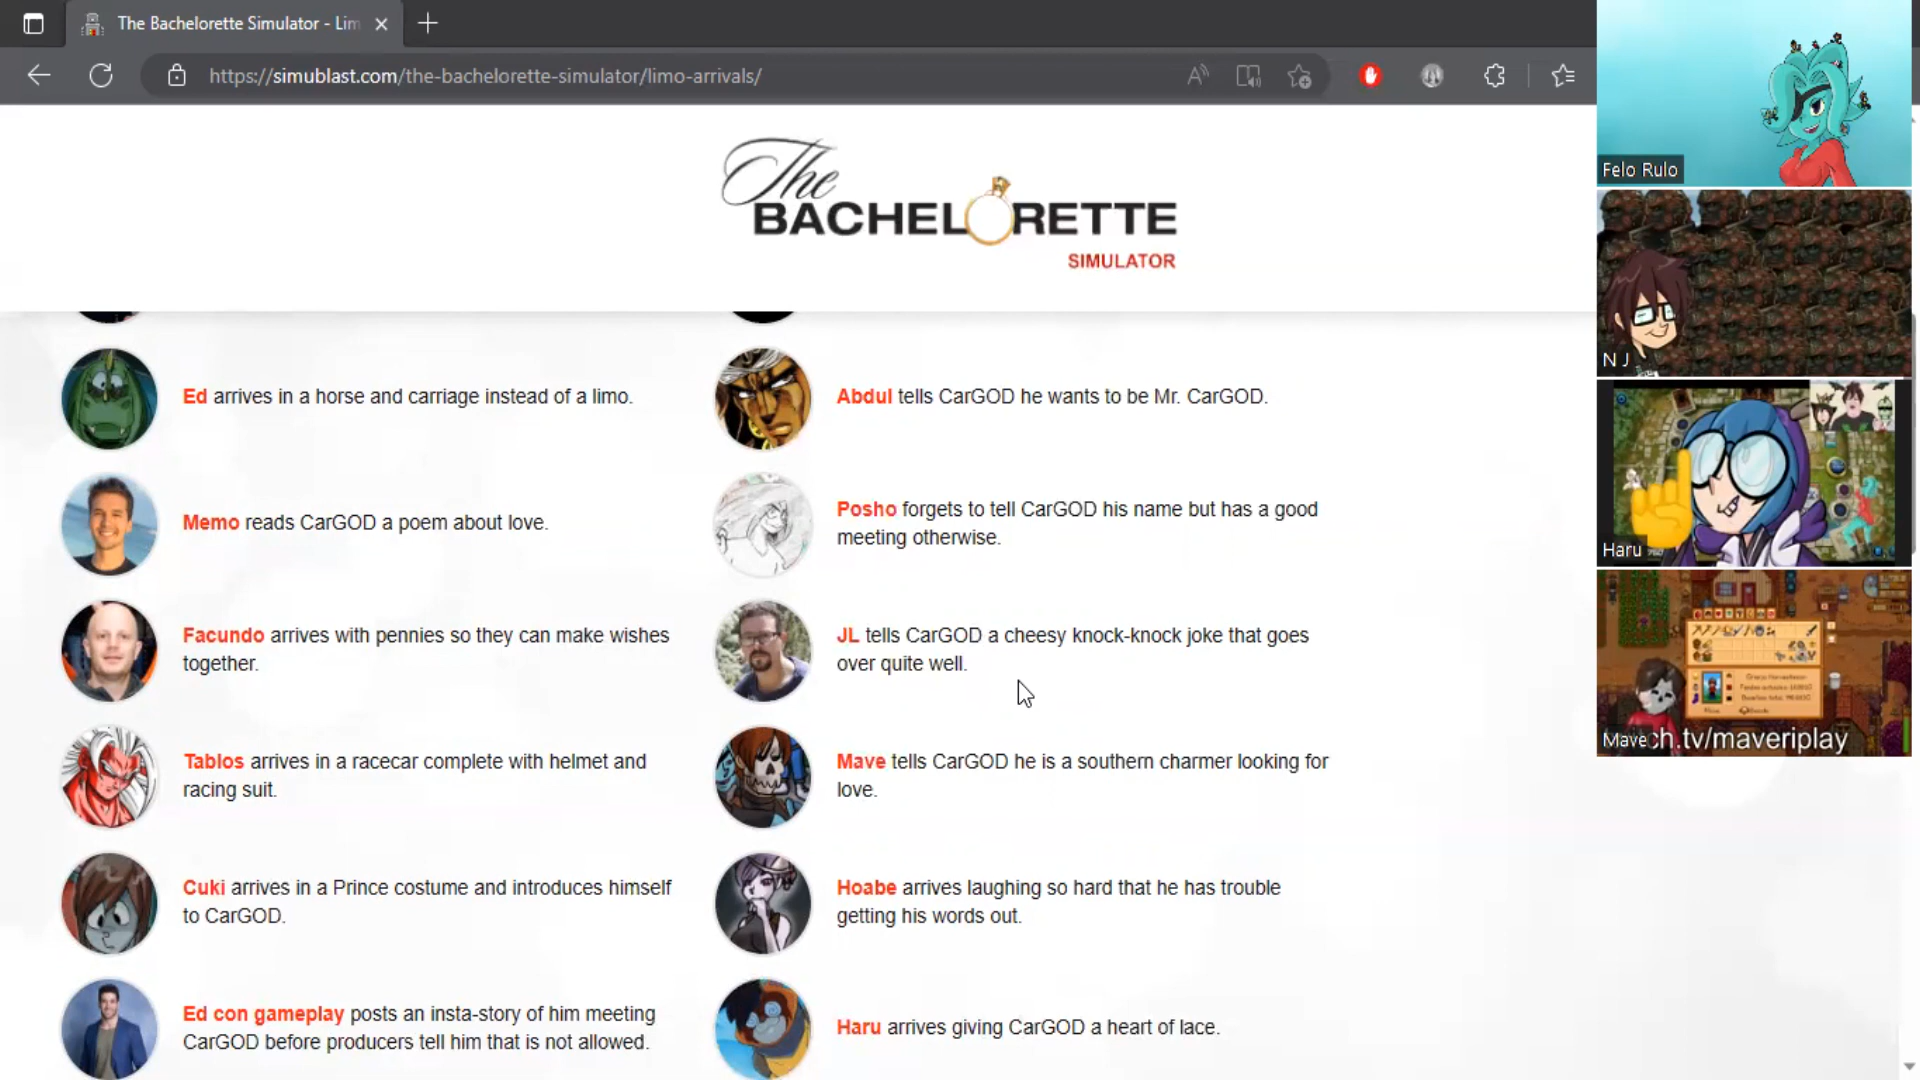 The Bachelorette Simulator - Lim
https://simublast.com/the-bachelorette-simulator/limo-arrivals/
The
BACHELORETTE
SIMULATOR
Ed arrives in a horse and carriage instead of a limo.
Abdul tells CarGOD he wants to be Mr. CarGOD.
Memo reads CarGOD a poem about love.
Posho forgets to tell CarGOD his name but has a good
meeting otherwise.
Facundo arrives with pennies so they can make wishes
together.
JL tells CarGOD a cheesy knock-knock joke that goes
over quite well.
Tablos arrives in a racecar complete with helmet and
racing suit.
Mave tells CarGOD he is a southern charmer looking for
love.
Cuki arrives in a Prince costume and introduces himself
to CarGOD.
Hoabe arrives laughing so hard that he has trouble
getting his words out.
Ed con gameplay posts an insta-story of him meeting
CarGOD before producers tell him that is not allowed.
Haru arrives giving CarGOD a heart of lace.
Felo Rulo
N J
Haru
Mave
ch.tv/maveriplay